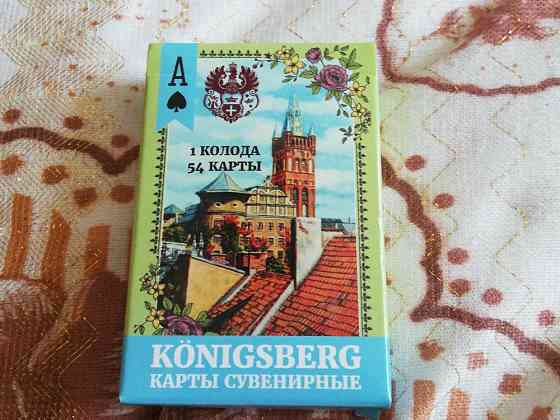 A
1 КОЛОДА
54 КАРТЫ
KÖNIGSBERG
КАРТЫ СУВЕНИРНЫЕ